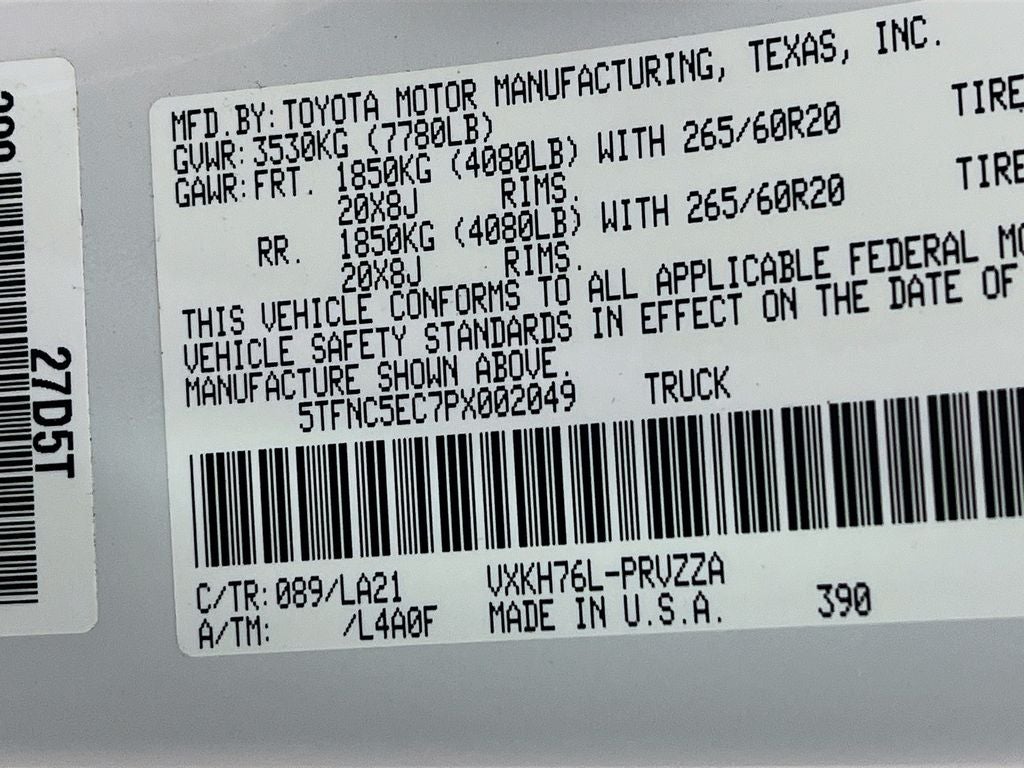 MFD.BY: TOYOTA MOTOR MANUFACTURING, TEXAS, INC.
GVWR: 3530KG (7780LB)
GAWR: FRT. 1850KG (4080LB) WITH 265/60R20 TIRE
20X8J RIMS.
RR. 1850KG (4080LB) WITH 265/60R20 TIRE
20X8J RIMS.
THIS VEHICLE CONFORMS TO ALL APPLICABLE FEDERAL MO
VEHICLE SAFETY STANDARDS IN EFFECT ON THE DATE OF
MANUFACTURE SHOWN ABOVE.
5TFNC5EC7PX002049 TRUCK
C/TR: 089/LA21 VXKH76L-PRVZZA
A/TM: /L4A0F MADE IN U.S.A. 390
27D5T